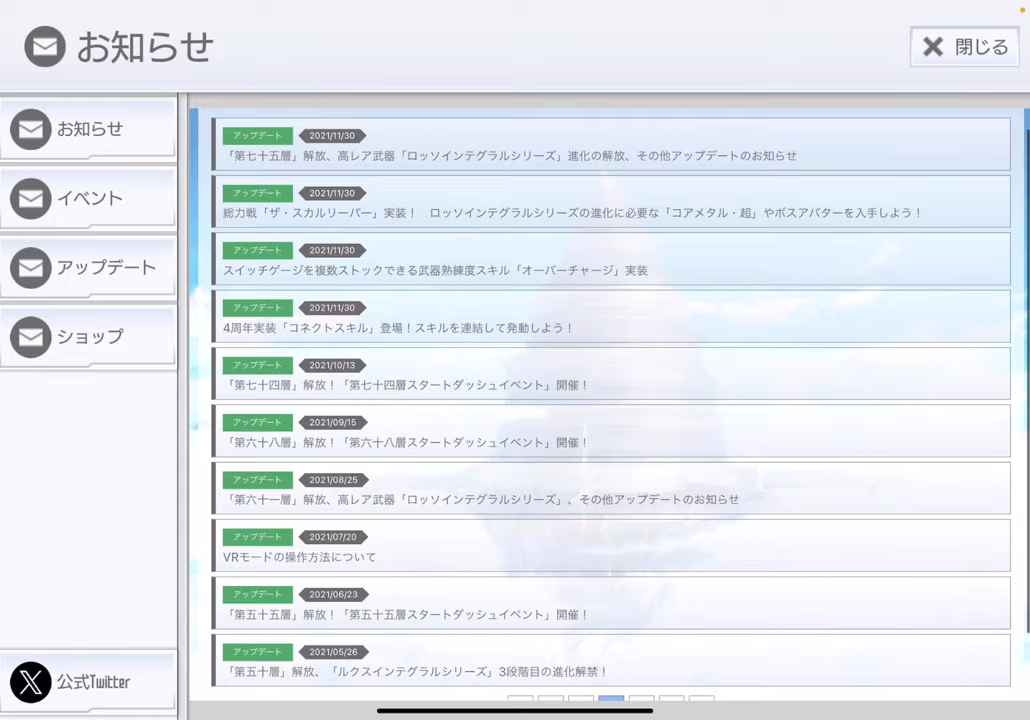 お知らせ
閉じる
お知らせ
イベント
アップデート
ショップ
公式Twitter
アップデート 2021/11/30
「第七十五層」解放、高レア武器「ロッソインテグラルシリーズ」進化の解放、その他アップデートのお知らせ
アップデート 2021/11/30
総力戦「ザ・スカルリーパー」実装！　ロッソインテグラルシリーズの進化に必要な「コアメタル・超」やボスアバターを入手しよう！
アップデート 2021/11/30
スイッチゲージを複数ストックできる武器熟練度スキル「オーバーチャージ」実装
アップデート 2021/11/30
4周年実装「コネクトスキル」登場！スキルを連結して発動しよう！
アップデート 2021/10/13
「第七十四層」解放！「第七十四層スタートダッシュイベント」開催！
アップデート 2021/09/15
「第六十八層」解放！「第六十八層スタートダッシュイベント」開催！
アップデート 2021/08/25
「第六十一層」解放、高レア武器「ロッソインテグラルシリーズ」、その他アップデートのお知らせ
アップデート 2021/07/20
VRモードの操作方法について
アップデート 2021/06/23
「第五十五層」解放！「第五十五層スタートダッシュイベント」開催！
アップデート 2021/05/26
「第五十層」解放、「ルクスインテグラルシリーズ」3段階目の進化解禁！